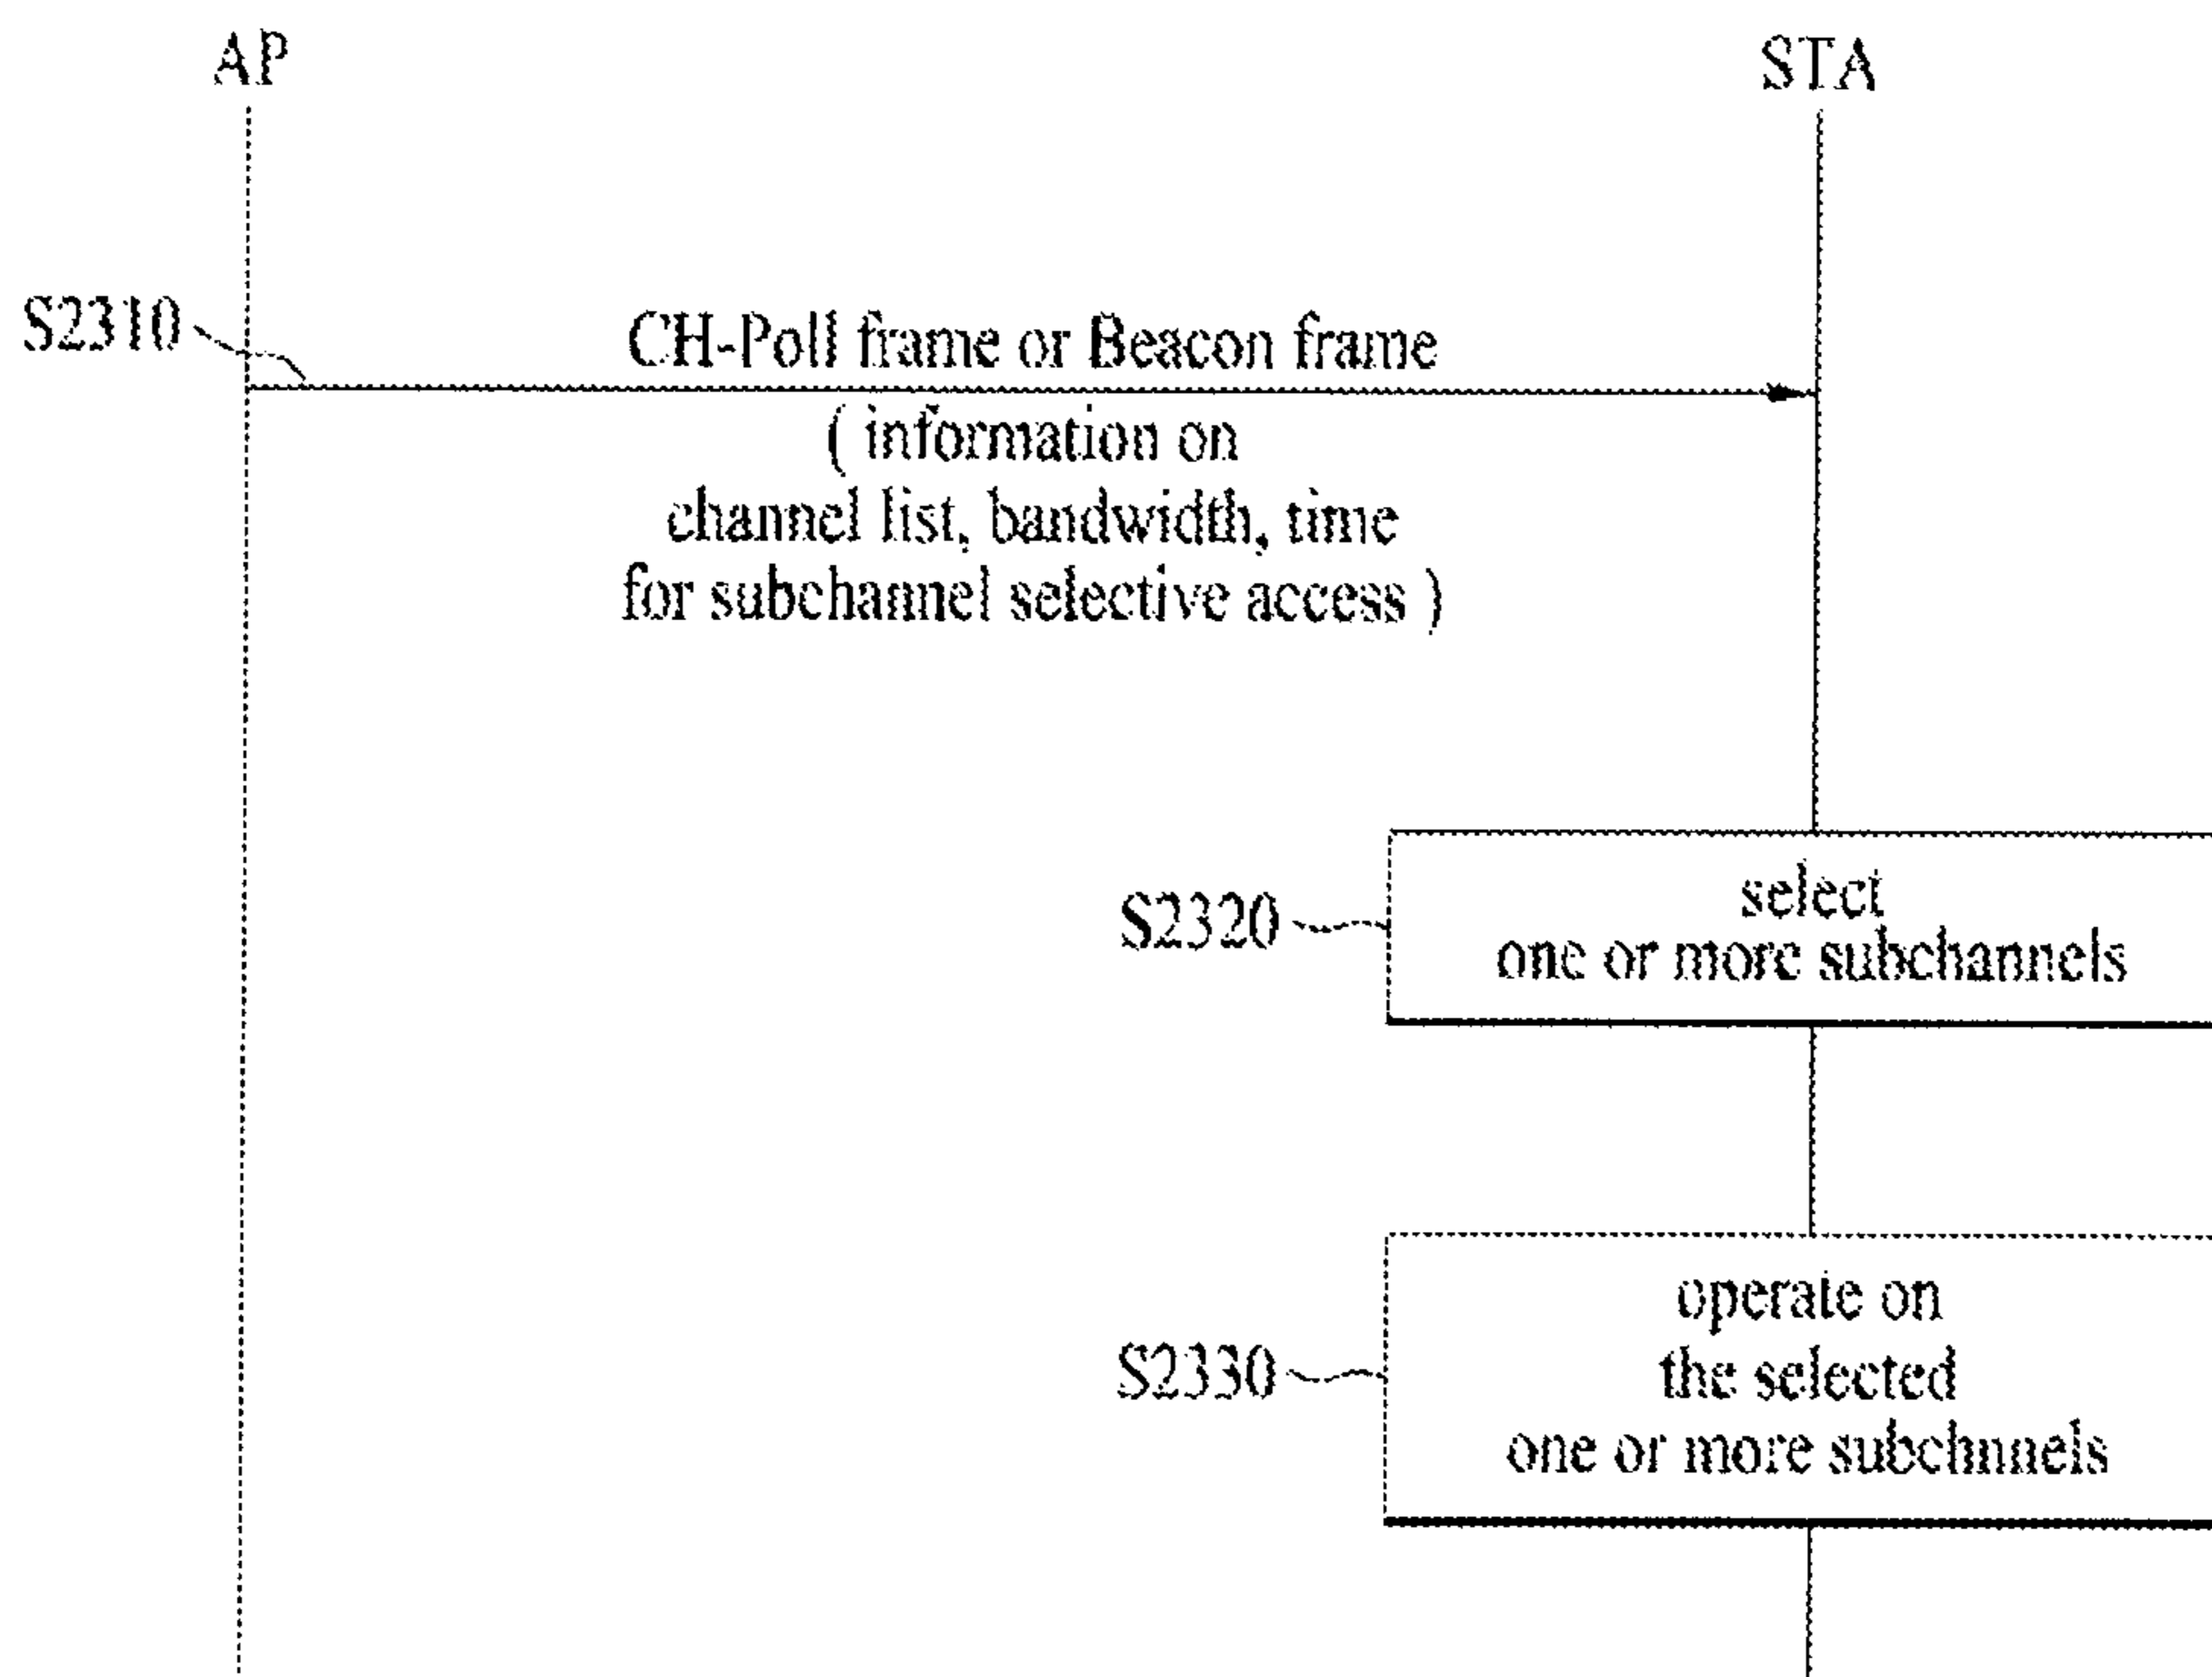 AP
STA
S2310
CH-Poll frame or Beacon frame
( information on
channel list, bandwidth, time
for subchannel selective access )
S2320
select
one or more subchannels
S2330
operate on
the selected
one or more subchnnels